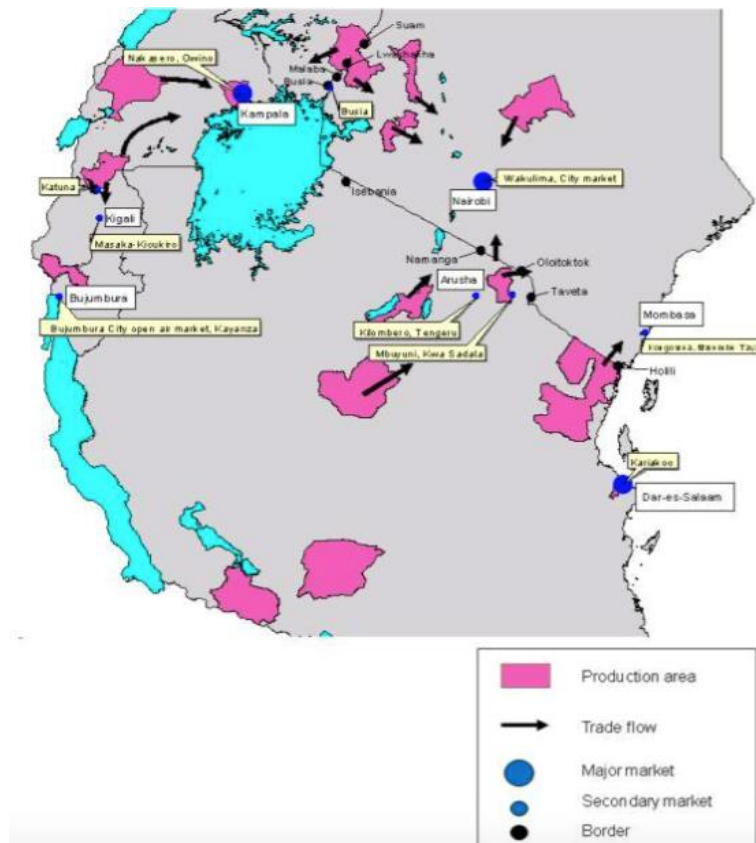 Suam
Lwakhakha
Nakasero, Owino
Malaba
Busia
Busia
Kampala
Katuna
Isebania
Wakulima, City market
Nairobi
Kigali
Masaka-Kicukiro
Namanga
Oloitoktok
Bujumbura
Arusha
Taveta
Bujumbura City open air market, Kayanza
Kilombero, Tengeru
Mombasa
Mbuyuni, Kwa Sadala
Holili
Kariakoo
Dar-es-Salaam
Production area
Trade flow
Major market
Secondary market
Border